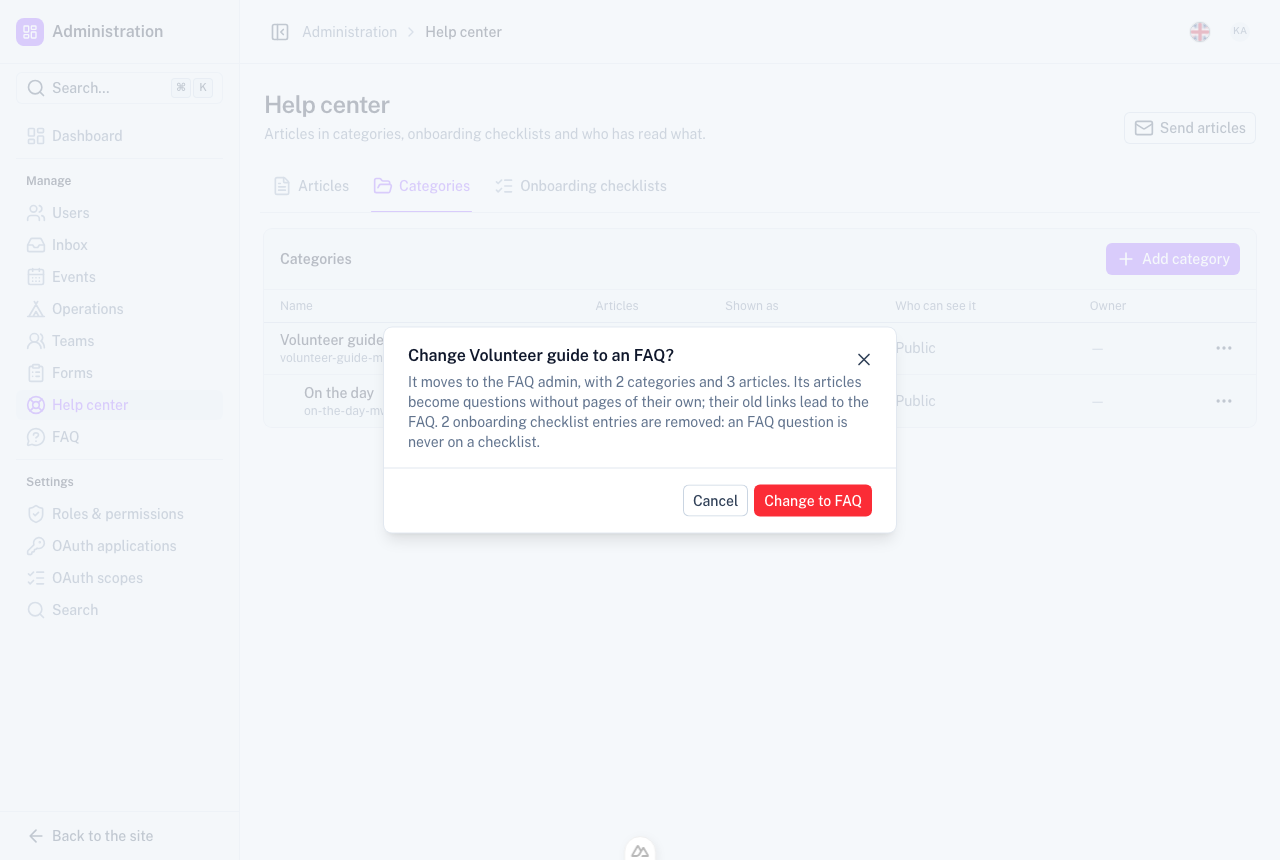 Administration
Administration
Help center
KA
Search...
⌘ K
Dashboard
Manage
Users
Inbox
Events
Operations
Teams
Forms
Help center
FAQ
Settings
Roles & permissions
OAuth applications
OAuth scopes
Search
Back to the site
Help center
Articles in categories, onboarding checklists and who has read what.
Send articles
Articles
Categories
Onboarding checklists
Categories
Add category
Name Articles Shown as Who can see it Owner
Volunteer guide
volunteer-guide-m
Public —
On the day
on-the-day-mu
Public —
Change Volunteer guide to an FAQ?
It moves to the FAQ admin, with 2 categories and 3 articles. Its articles
become questions without pages of their own; their old links lead to the
FAQ. 2 onboarding checklist entries are removed: an FAQ question is
never on a checklist.
Cancel
Change to FAQ